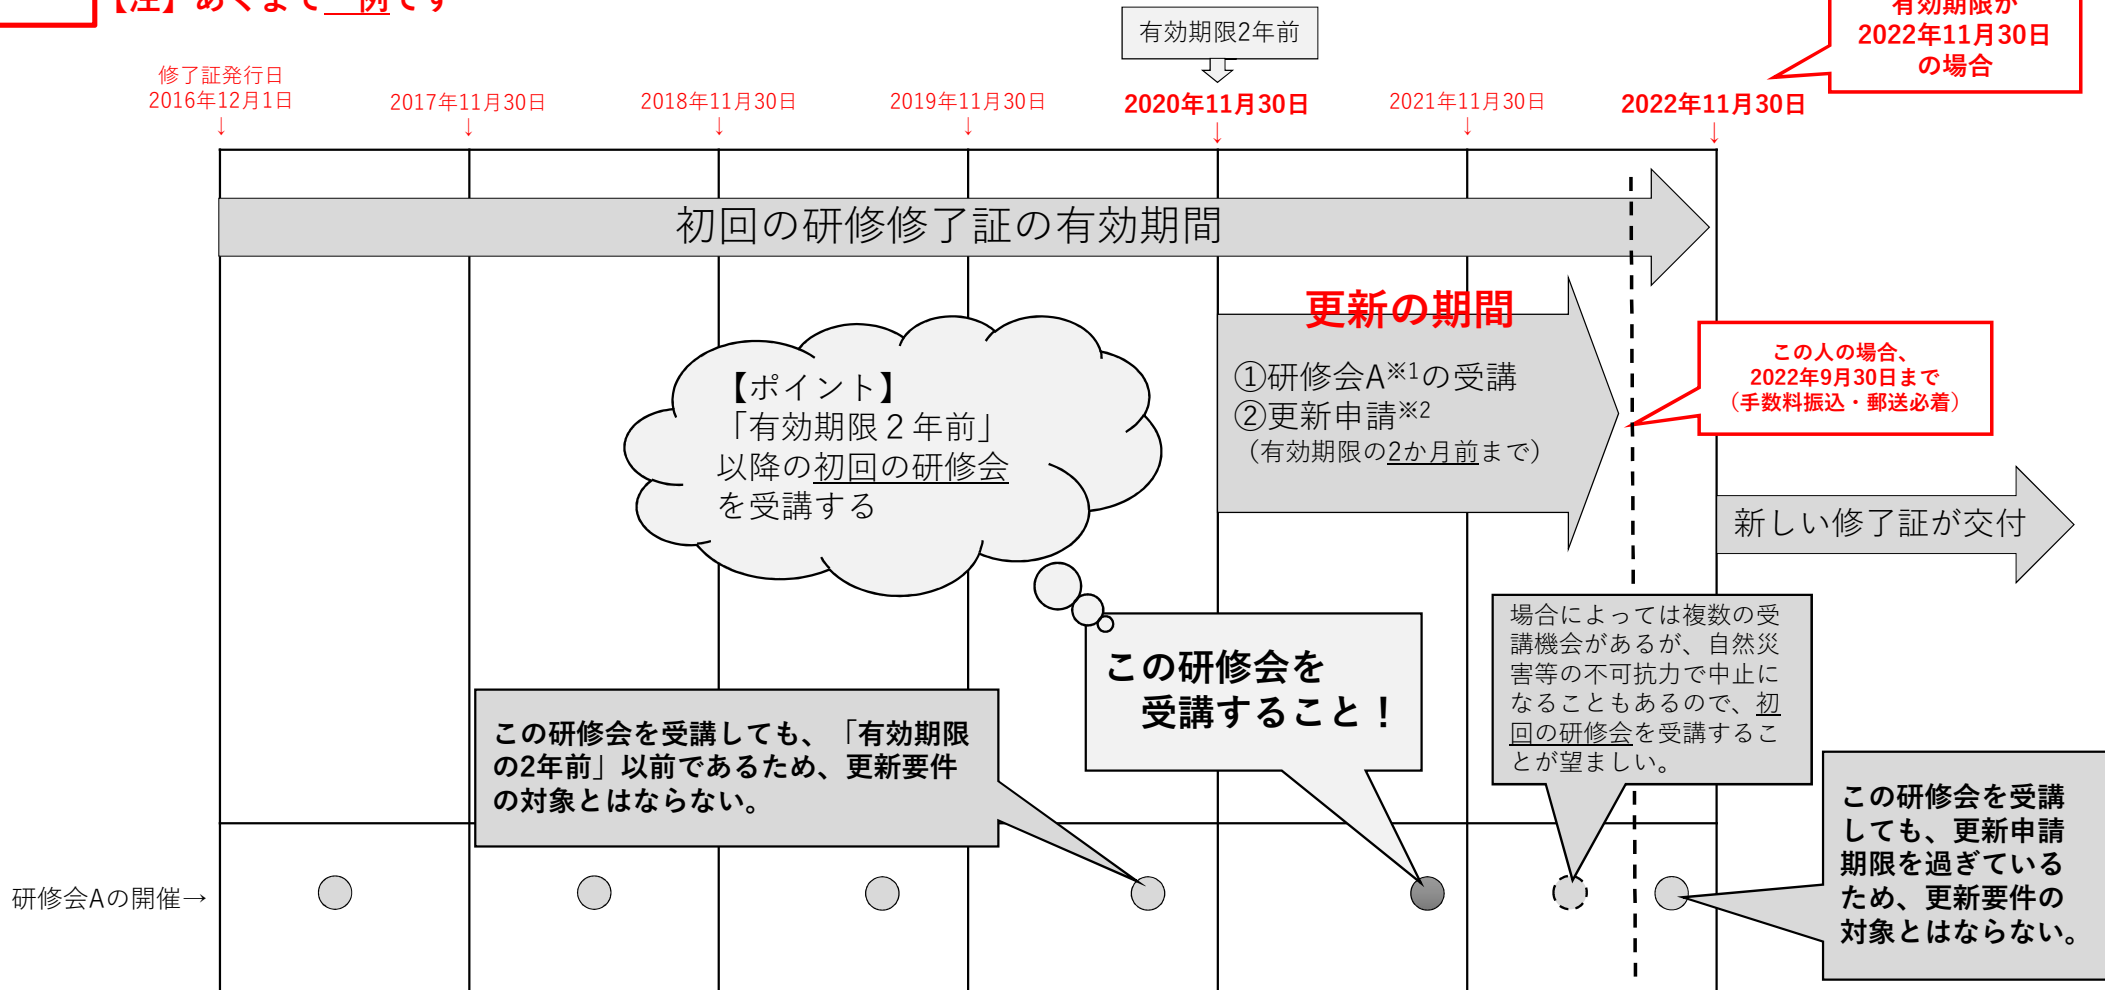 【注】あくまで一例です
有効期限2年前
有効期限が
2022年11月30日
の場合
修了証発行日
2016年12月1日
2017年11月30日
2018年11月30日
2019年11月30日
2020年11月30日
2021年11月30日
2022年11月30日
↓
↓
↓
↓
↓
↓
↓
初回の研修修了証の有効期間
更新の期間
①研修会A※1の受講
②更新申請※2
（有効期限の2か月前まで）
この人の場合、
2022年9月30日まで
（手数料振込・郵送必着）
【ポイント】
「有効期限２年前」
以降の初回の研修会
を受講する
新しい修了証が交付
この研修会を
受講すること！
場合によっては複数の受
講機会があるが、自然災
害等の不可抗力で中止に
なることもあるので、初
回の研修会を受講するこ
とが望ましい。
この研修会を受講しても、「有効期限
の2年前」以前であるため、更新要件
の対象とはならない。
この研修会を受講
しても、更新申請
期限を過ぎている
ため、更新要件の
対象とはならない。
研修会Aの開催→